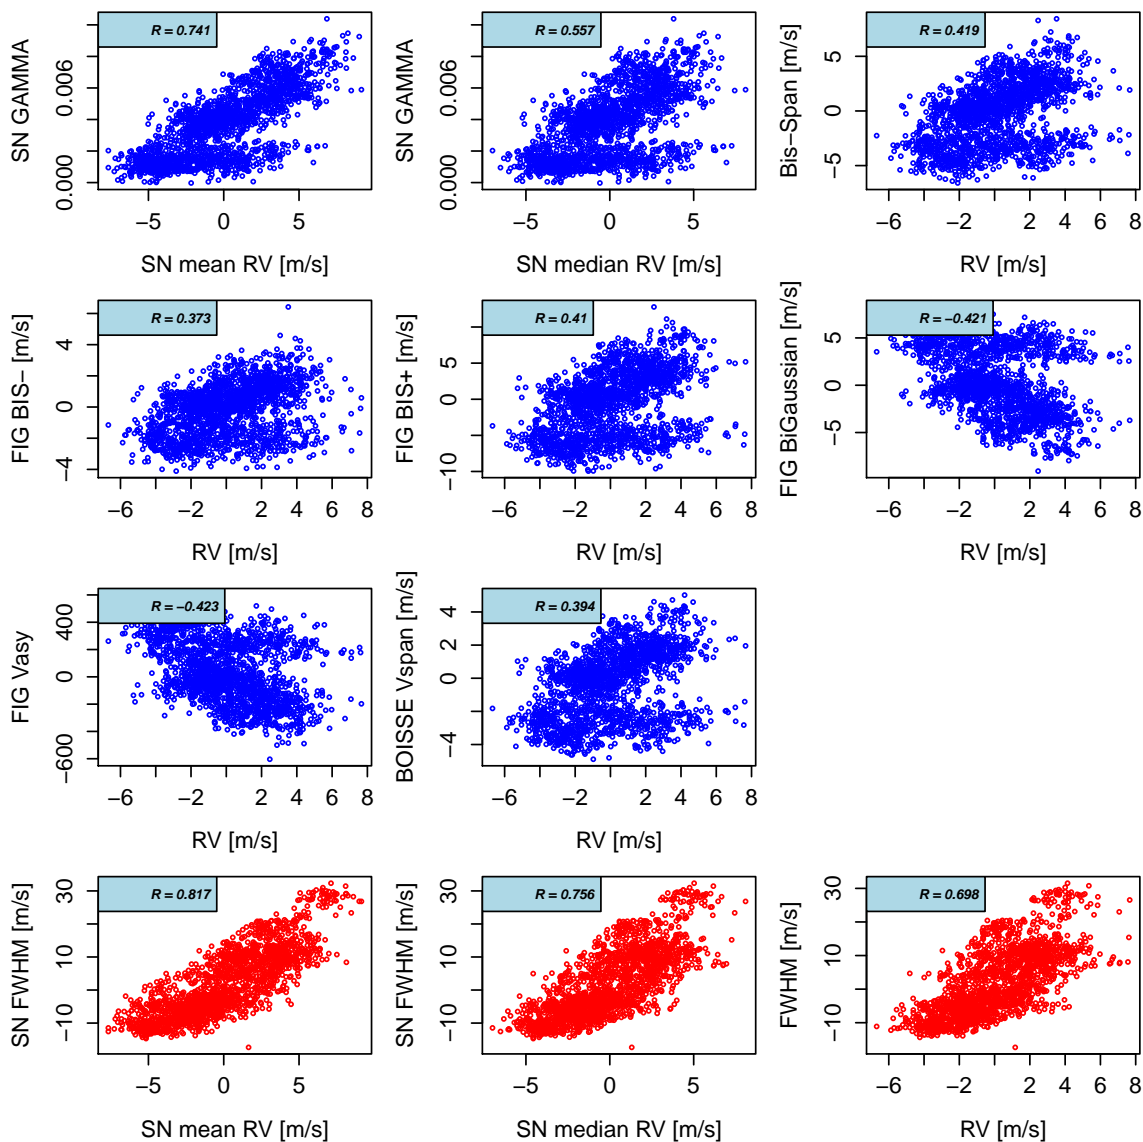 SN GAMMA
0.000 0.006
R = 0.741
−5 0 5
SN mean RV [m/s]
SN GAMMA
0.000 0.006
R = 0.557
−5 0 5
SN median RV [m/s]
Bis−Span [m/s]
−5 0 5
R = 0.419
−6 −2 2 4 6 8
RV [m/s]
FIG BIS− [m/s]
−4 0 4
R = 0.373
−6 −2 2 4 6 8
RV [m/s]
FIG BIS+ [m/s]
−10 0 5
R = 0.41
−6 −2 2 4 6 8
RV [m/s]
FIG BiGaussian [m/s]
−5 0 5
R = −0.421
−6 −2 2 4 6 8
RV [m/s]
FIG Vasy
−600 0 400
R = −0.423
−6 −2 2 4 6 8
RV [m/s]
BOISSE Vspan [m/s]
−4 0 2 4
R = 0.394
−6 −2 2 4 6 8
RV [m/s]
SN FWHM [m/s]
−10 10 30
R = 0.817
−5 0 5
SN mean RV [m/s]
SN FWHM [m/s]
−10 10 30
R = 0.756
−5 0 5
SN median RV [m/s]
FWHM [m/s]
−10 10 30
R = 0.698
−6 −2 2 4 6 8
RV [m/s]